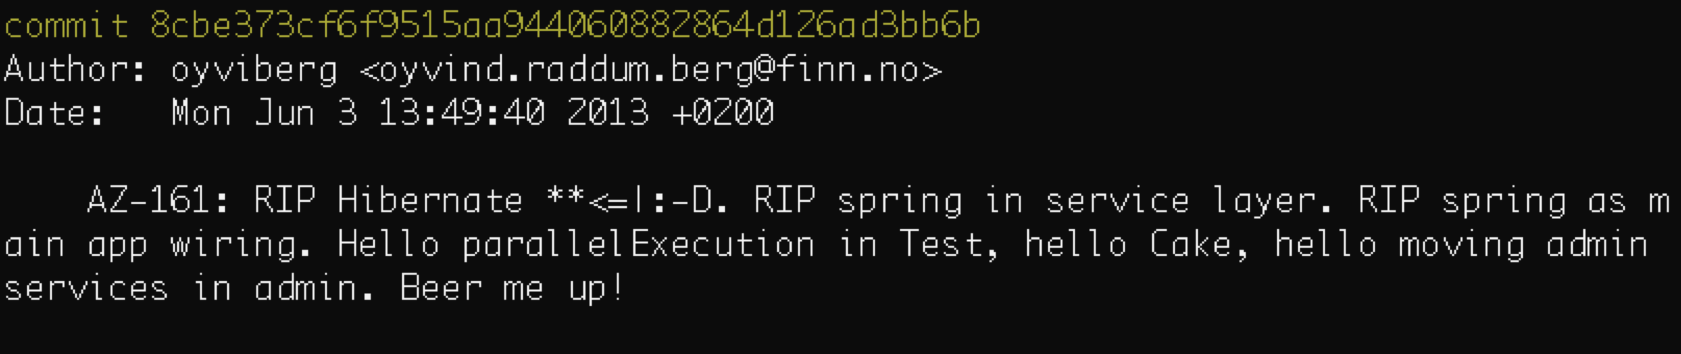 commit 8cbe373cf6f9515aa944060882864d126ad3bb6b
Author: oyviberg <oyvind.raddum.berg@finn.no>
Date:   Mon Jun 3 13:49:40 2013 +0200
    AZ-161: RIP Hibernate **<=|:-D. RIP spring in service layer. RIP spring as m
ain app wiring. Hello parallelExecution in Test, hello Cake, hello moving admin
services in admin. Beer me up!